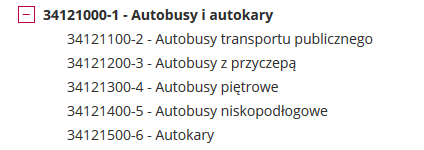 34121000-1 - Autobusy i autokary
34121100-2 - Autobusy transportu publicznego
34121200-3 - Autobusy z przyczepą
34121300-4 - Autobusy piętrowe
34121400-5 - Autobusy niskopodłogowe
34121500-6 - Autokary